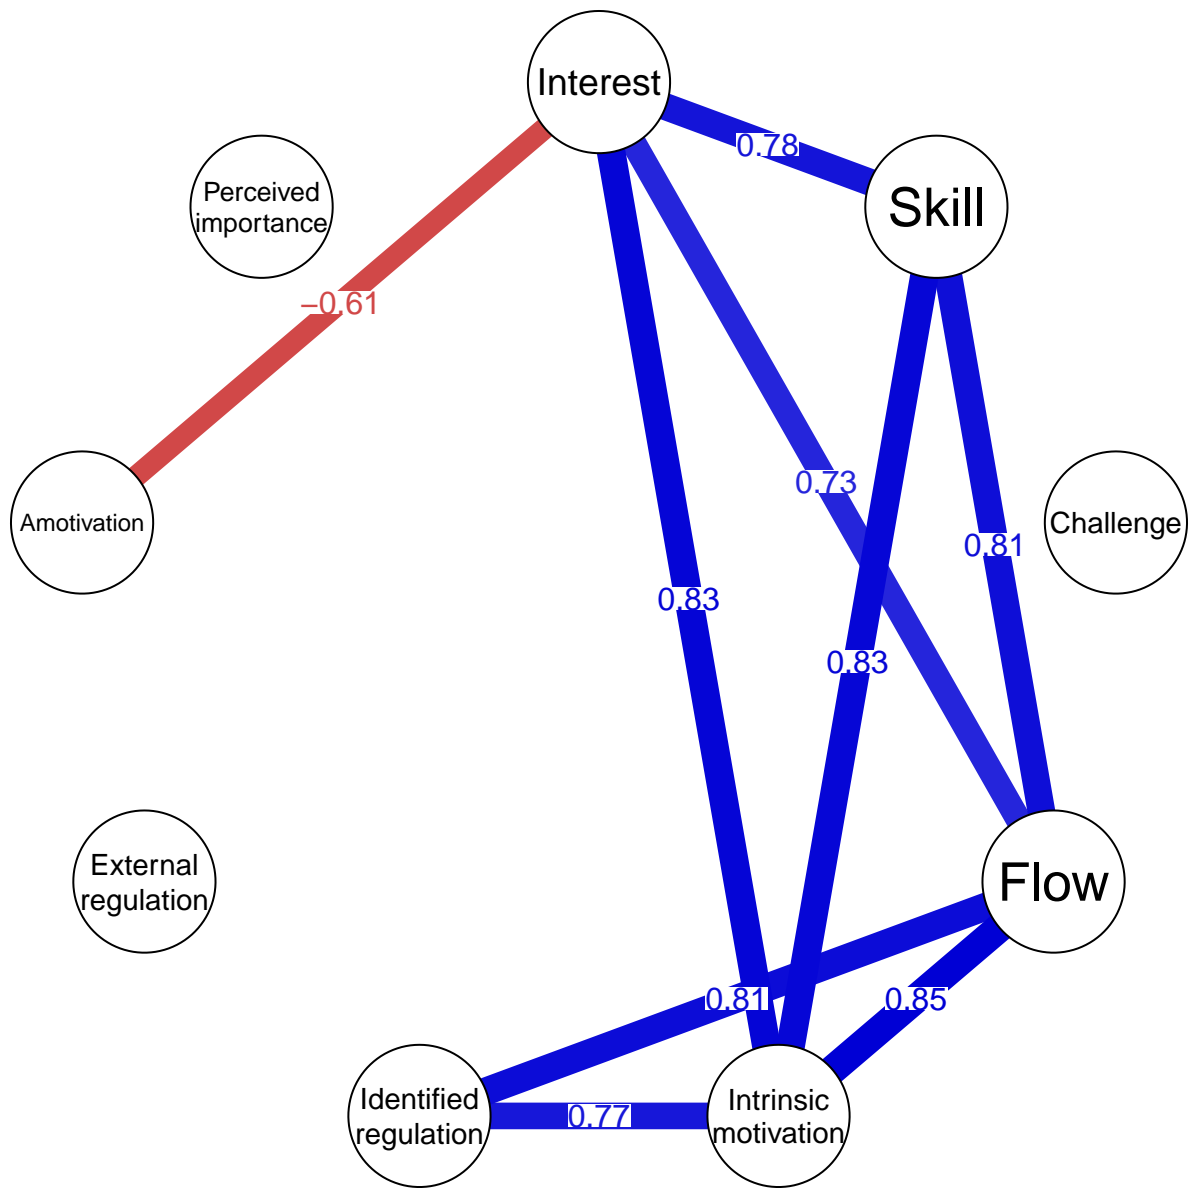 Interest
0.78
Skill
Perceived
importance
−0.61
0.73
Amotivation
Challenge
0.81
0.83
0.83
External
regulation
Flow
0.81
0.85
Identified
regulation
0.77
Intrinsic
motivation